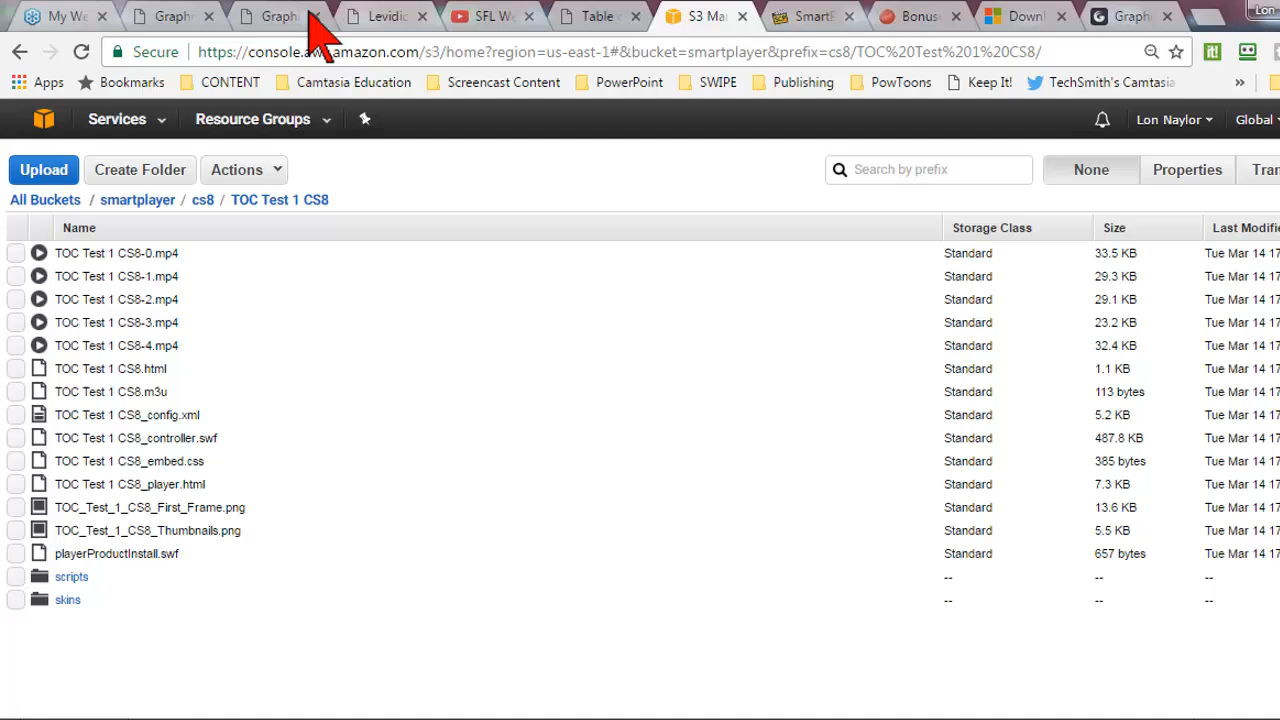 My We
Graph
Graph
Levidic
SFL We
Table
S3 Ma
SmartE
Bonus
Downl
Graph
Lon
Secure https://console.aw amazon.com/s3/home?region=us-east-1#&bucket=smartplayer&prefix=cs8/TOC%20Test%201%20CS8/
Apps Bookmarks CONTENT Camtasia Education Screencast Content PowerPoint SWIPE Publishing PowToons Keep It! TechSmith's Camtasia »
Services Resource Groups Lon Naylor Global
Upload Create Folder Actions Search by prefix None Properties Tran
All Buckets / smartplayer / cs8 / TOC Test 1 CS8
Name Storage Class Size Last Modifie
TOC Test 1 CS8-0.mp4 Standard 33.5 KB Tue Mar 14 17
TOC Test 1 CS8-1.mp4 Standard 29.3 KB Tue Mar 14 17
TOC Test 1 CS8-2.mp4 Standard 29.1 KB Tue Mar 14 17
TOC Test 1 CS8-3.mp4 Standard 23.2 KB Tue Mar 14 17
TOC Test 1 CS8-4.mp4 Standard 32.4 KB Tue Mar 14 17
TOC Test 1 CS8.html Standard 1.1 KB Tue Mar 14 17
TOC Test 1 CS8.m3u Standard 113 bytes Tue Mar 14 17
TOC Test 1 CS8_config.xml Standard 5.2 KB Tue Mar 14 17
TOC Test 1 CS8_controller.swf Standard 487.8 KB Tue Mar 14 17
TOC Test 1 CS8_embed.css Standard 385 bytes Tue Mar 14 17
TOC Test 1 CS8_player.html Standard 7.3 KB Tue Mar 14 17
TOC_Test_1_CS8_First_Frame.png Standard 13.6 KB Tue Mar 14 17
TOC_Test_1_CS8_Thumbnails.png Standard 5.5 KB Tue Mar 14 17
playerProductInstall.swf Standard 657 bytes Tue Mar 14 17
scripts -- -- --
skins -- -- --